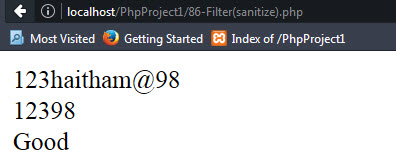 localhost/PhpProject1/86-Filter(sanitize).php
Most Visited Getting Started Index of /PhpProject1
123haitham@98
12398
Good